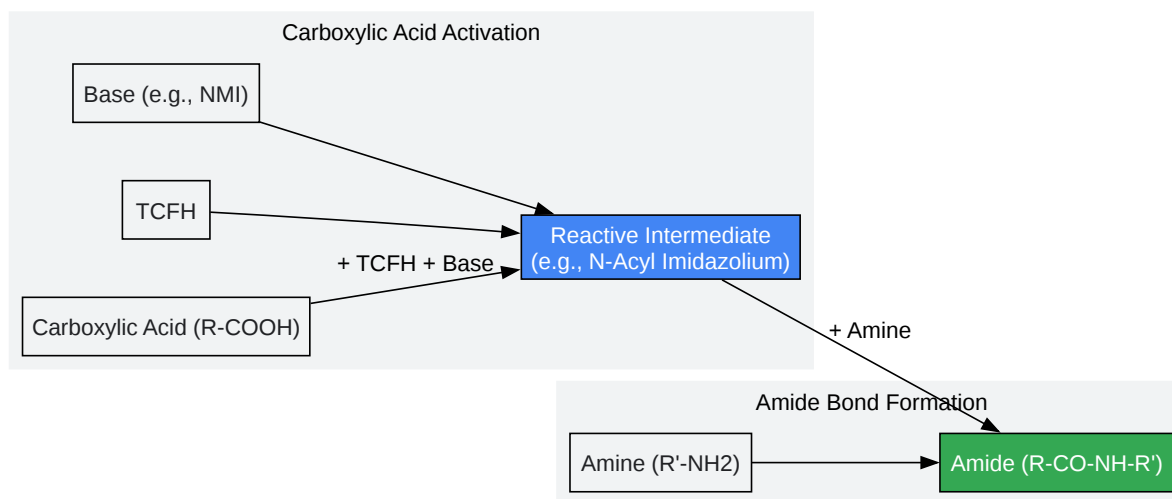 Carboxylic Acid Activation
Base (e.g., NMI)
TCFH
Reactive Intermediate
(e.g., N-Acyl Imidazolium)
+ TCFH + Base
Carboxylic Acid (R-COOH)
+ Amine
Amide Bond Formation
Amine (R'-NH2)
Amide (R-CO-NH-R')